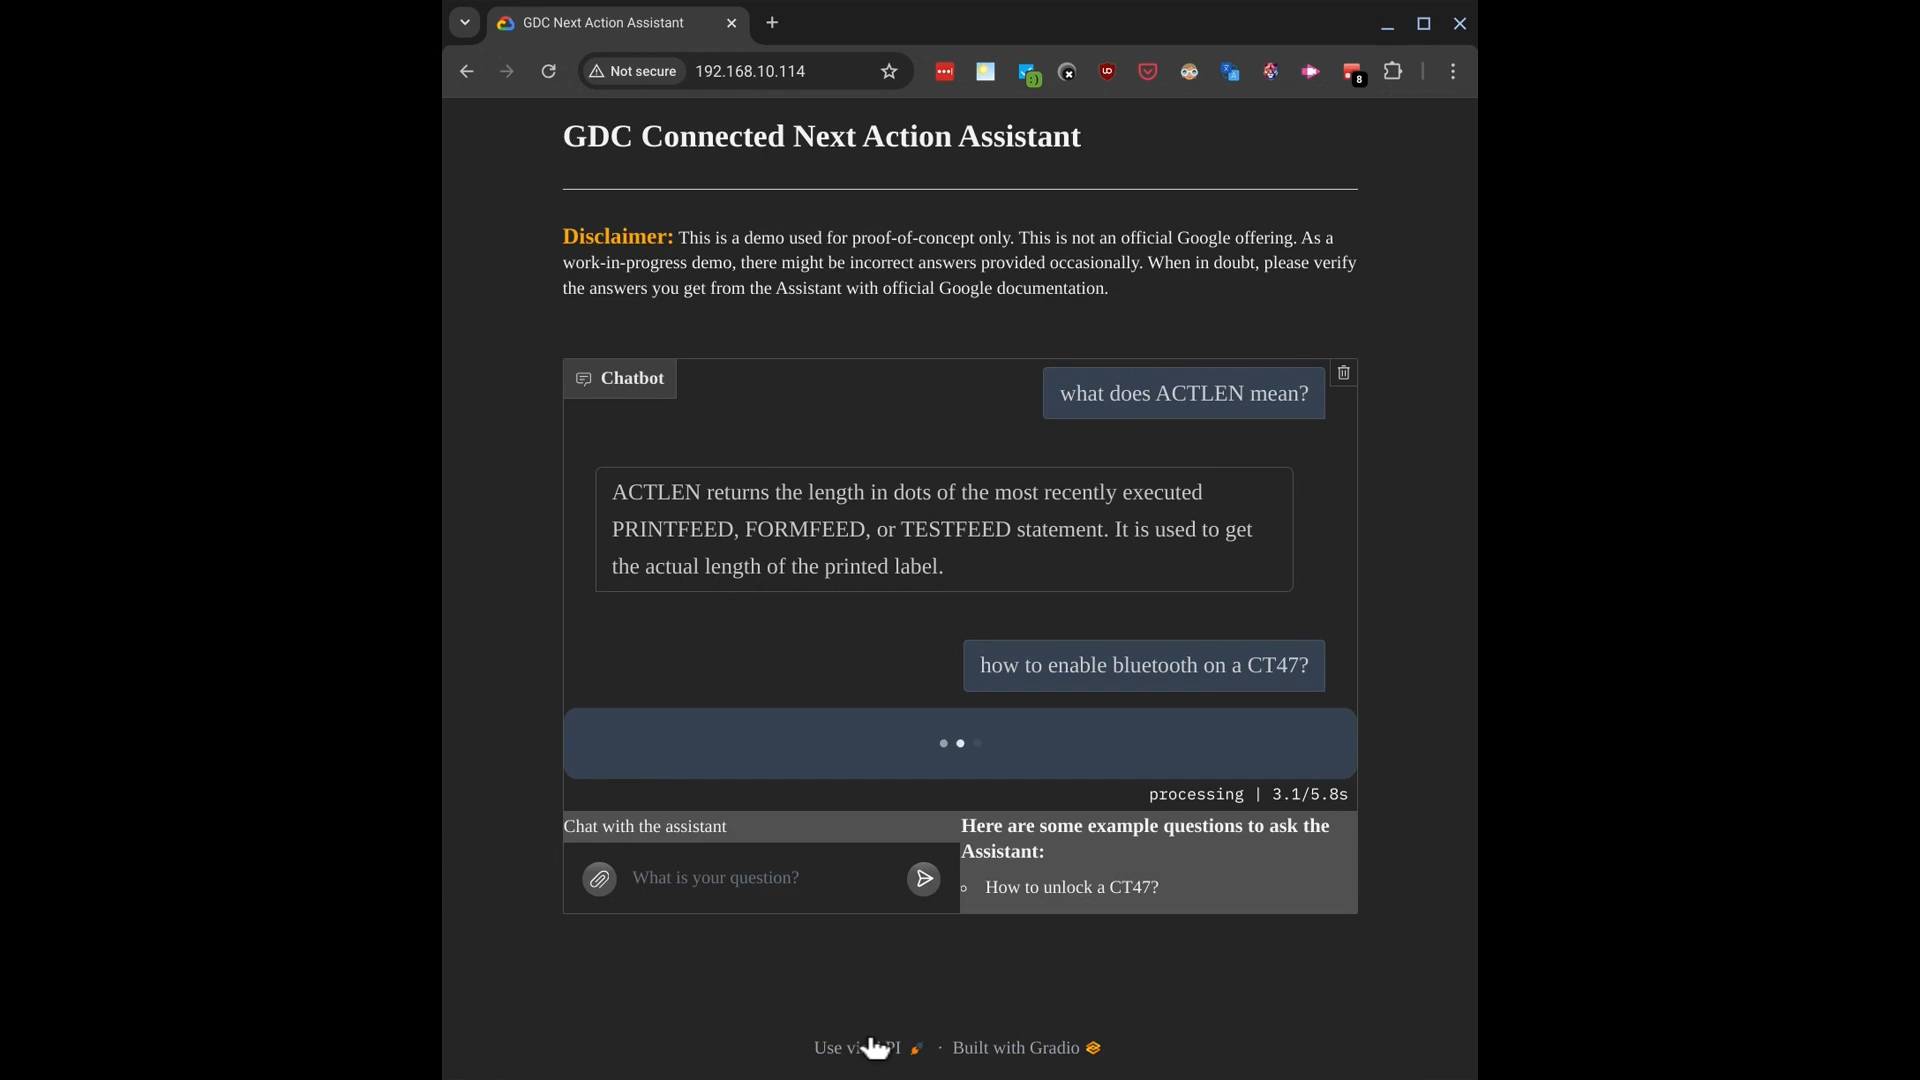 GDC Next Action Assistant
Not secure
192.168.10.114
8
GDC Connected Next Action Assistant
Disclaimer: This is a demo used for proof-of-concept only. This is not an official Google offering. As a
work-in-progress demo, there might be incorrect answers provided occasionally. When in doubt, please verify
the answers you get from the Assistant with official Google documentation.
Chatbot
what does ACTLEN mean?
ACTLEN returns the length in dots of the most recently executed
PRINTFEED, FORMFEED, or TESTFEED statement. It is used to get
the actual length of the printed label.
how to enable bluetooth on a CT47?
processing | 3.1/5.8s
Chat with the assistant
What is your question?
Here are some example questions to ask the
Assistant:
How to unlock a CT47?
Use · Built with Gradio